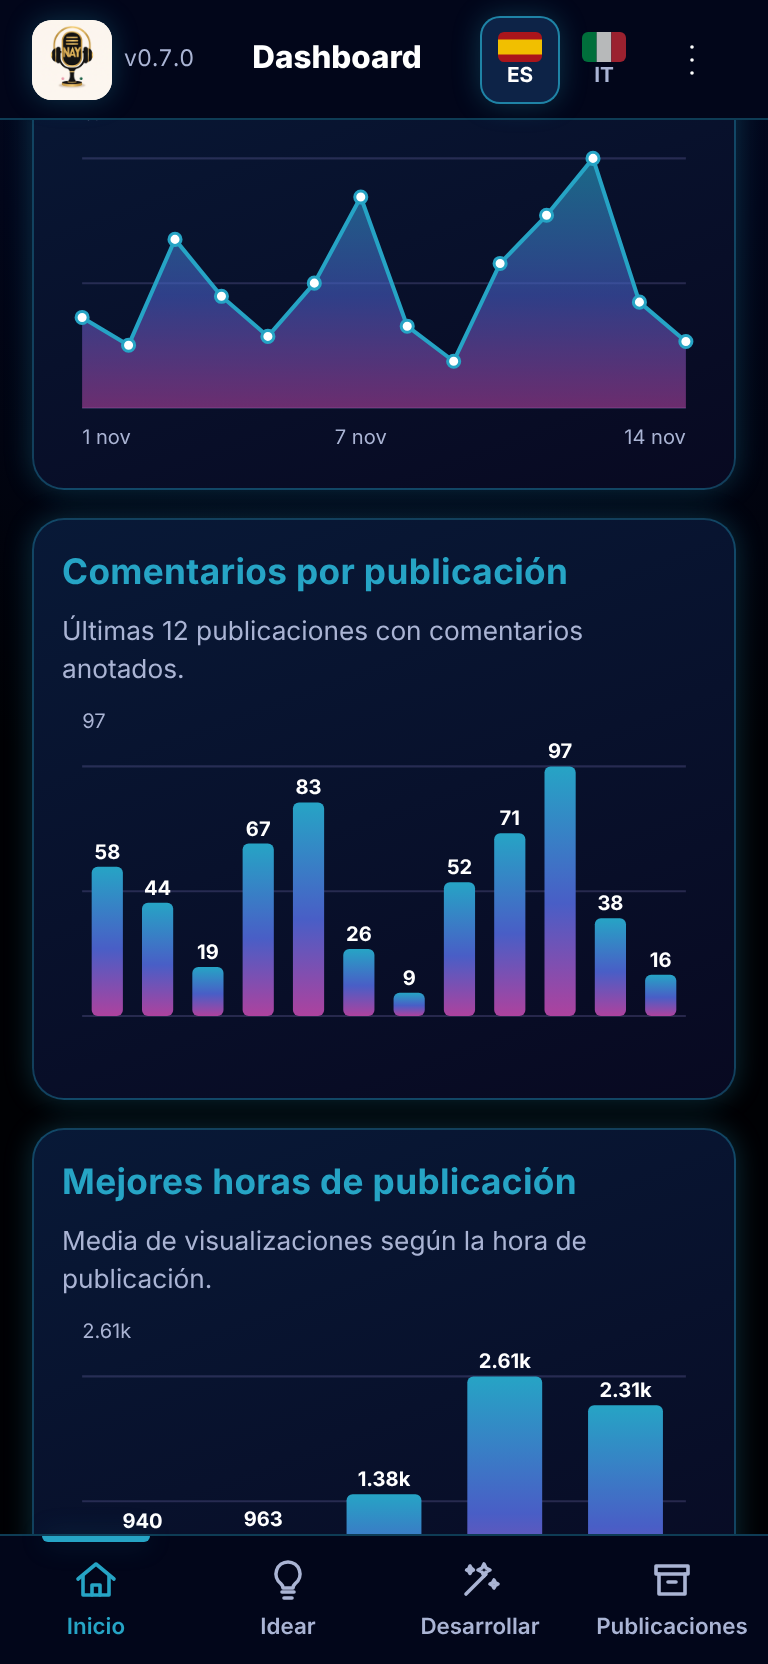 NAY
v0.7.0
Dashboard
ES
IT
1 nov
7 nov
14 nov
Comentarios por publicación
Últimas 12 publicaciones con comentarios
anotados.
97
58
44
19
67
83
26
9
52
71
97
38
16
Mejores horas de publicación
Media de visualizaciones según la hora de
publicación.
2.61k
940
963
1.38k
2.61k
2.31k
Inicio
Idear
Desarrollar
Publicaciones